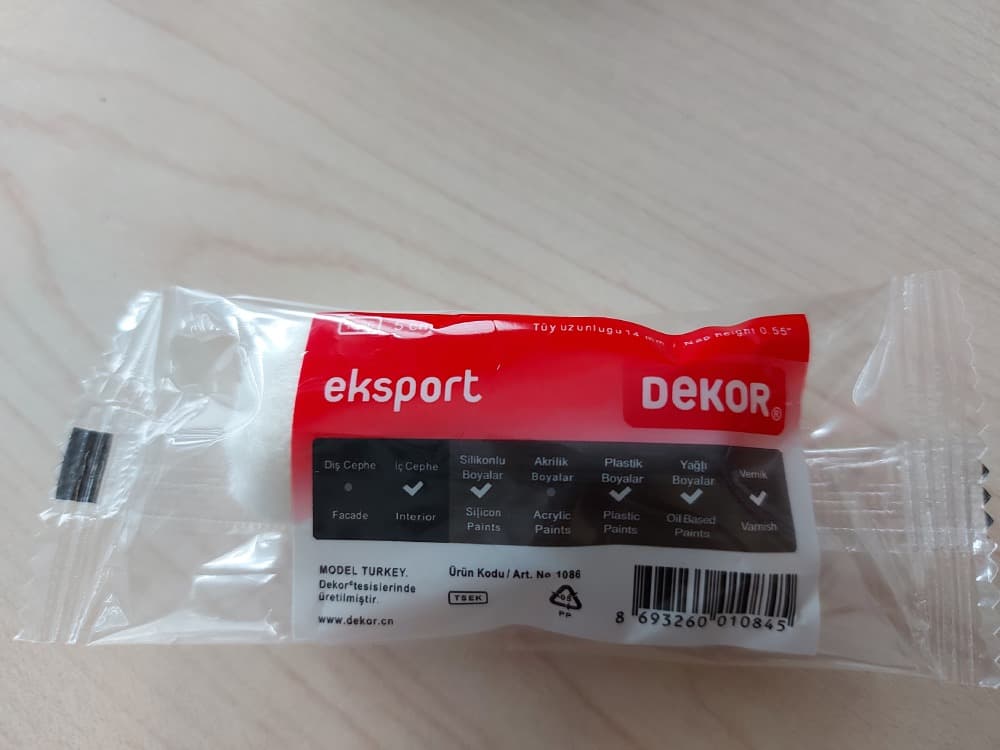 5 cm
Tüy uzunlugu 14 mm / Nap height 0.55"
eksport
DEKOR®
Dış Cephe
Facade
İç Cephe
Interior
Silikonlu
Boyalar
Silicon
Paints
Akrilik
Boyalar
Acrylic
Paints
Plastik
Boyalar
Plastic
Paints
Yağlı
Boyalar
Oil Based
Paints
Vernik
Varnish
MODEL TURKEY.
Dekor® tesislerinde
üretilmiştir.
www.dekor.cn
Ürün Kodu / Art. No 1086
TSEK
05
PP
8 693260 010845